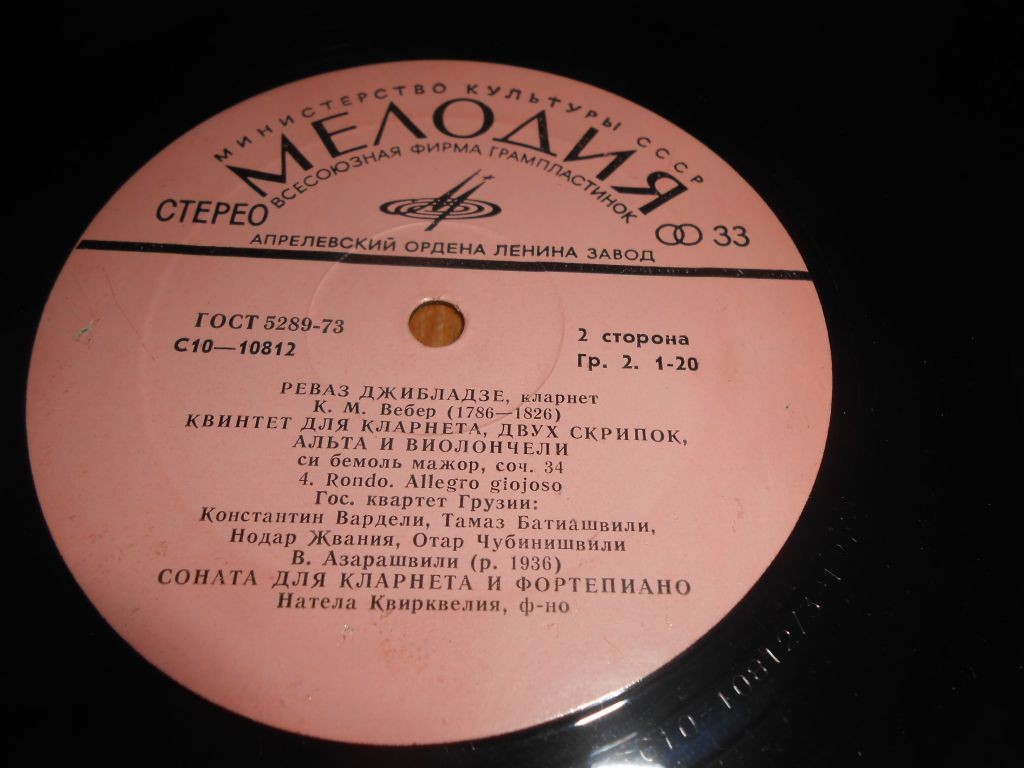 МИНИСТЕРСТВО КУЛЬТУРЫ СССР
МЕЛОДИЯ
ВСЕСОЮЗНАЯ ФИРМА ГРАМПЛАСТИНОК
СТЕРЕО
33
АПРЕЛЕВСКИЙ ОРДЕНА ЛЕНИНА ЗАВОД
ГОСТ 5289-73
С10—10812
2 сторона
Гр. 2. 1-20
РЕВАЗ ДЖИБЛАДЗЕ, кларнет
К. М. Вебер (1786—1826)
КВИНТЕТ ДЛЯ КЛАРНЕТА, ДВУХ СКРИПОК,
АЛЬТА И ВИОЛОНЧЕЛИ
си бемоль мажор, соч. 34
4. Rondo. Allegro giojoso
Гос. квартет Грузии:
Константин Вардели, Тамаз Батиашвили,
Нодар Жвания, Отар Чубинишвили
В. Азарашвили (р. 1936)
СОНАТА ДЛЯ КЛАРНЕТА И ФОРТЕПИАНО
Натела Квирквелия, ф-но